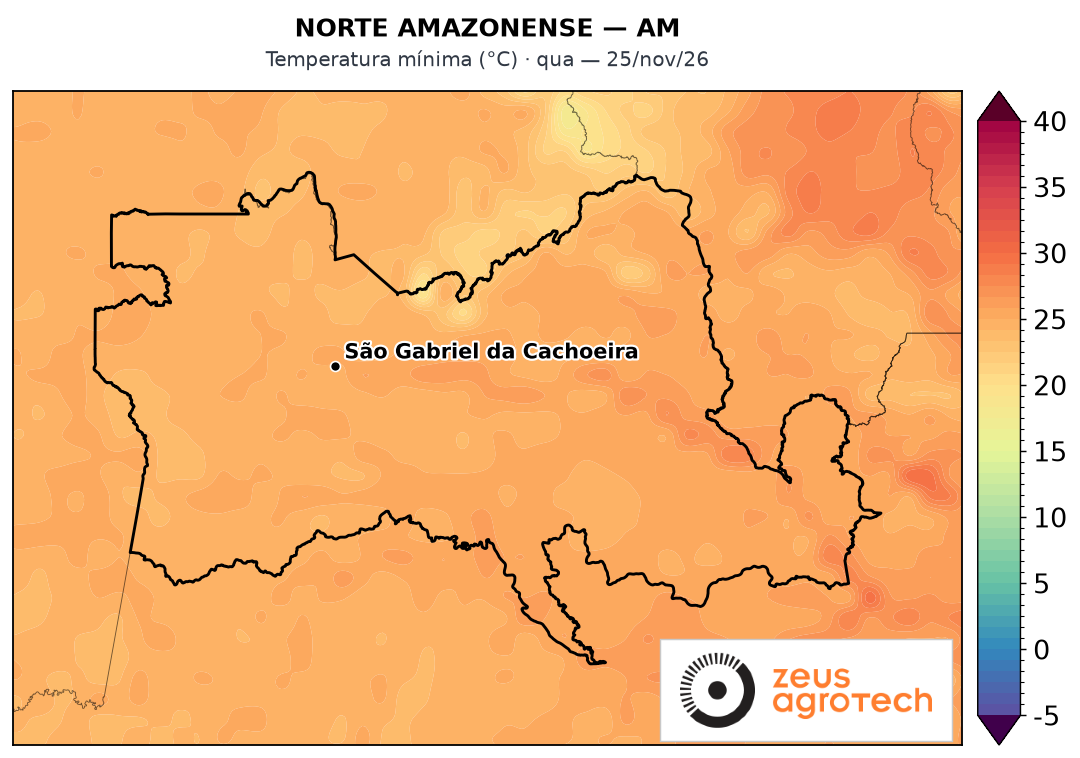 NORTE AMAZONENSE — AM
Temperatura mínima (°C) · qua — 25/nov/26
São Gabriel da Cachoeira
40
35
30
25
20
15
10
5
0
-5
zeus
agrotech